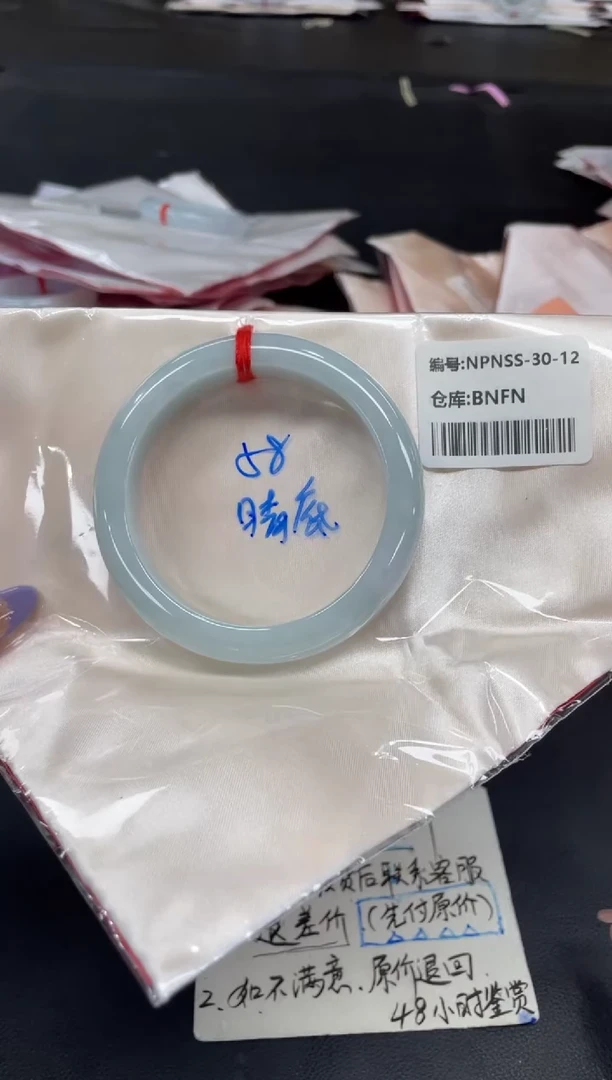 编号:NPNSS-30-12
仓库:BNFN
58
晴底
货后联系客服
退差价 (先付原价)
2、如不满意、原价退回
48小时鉴赏